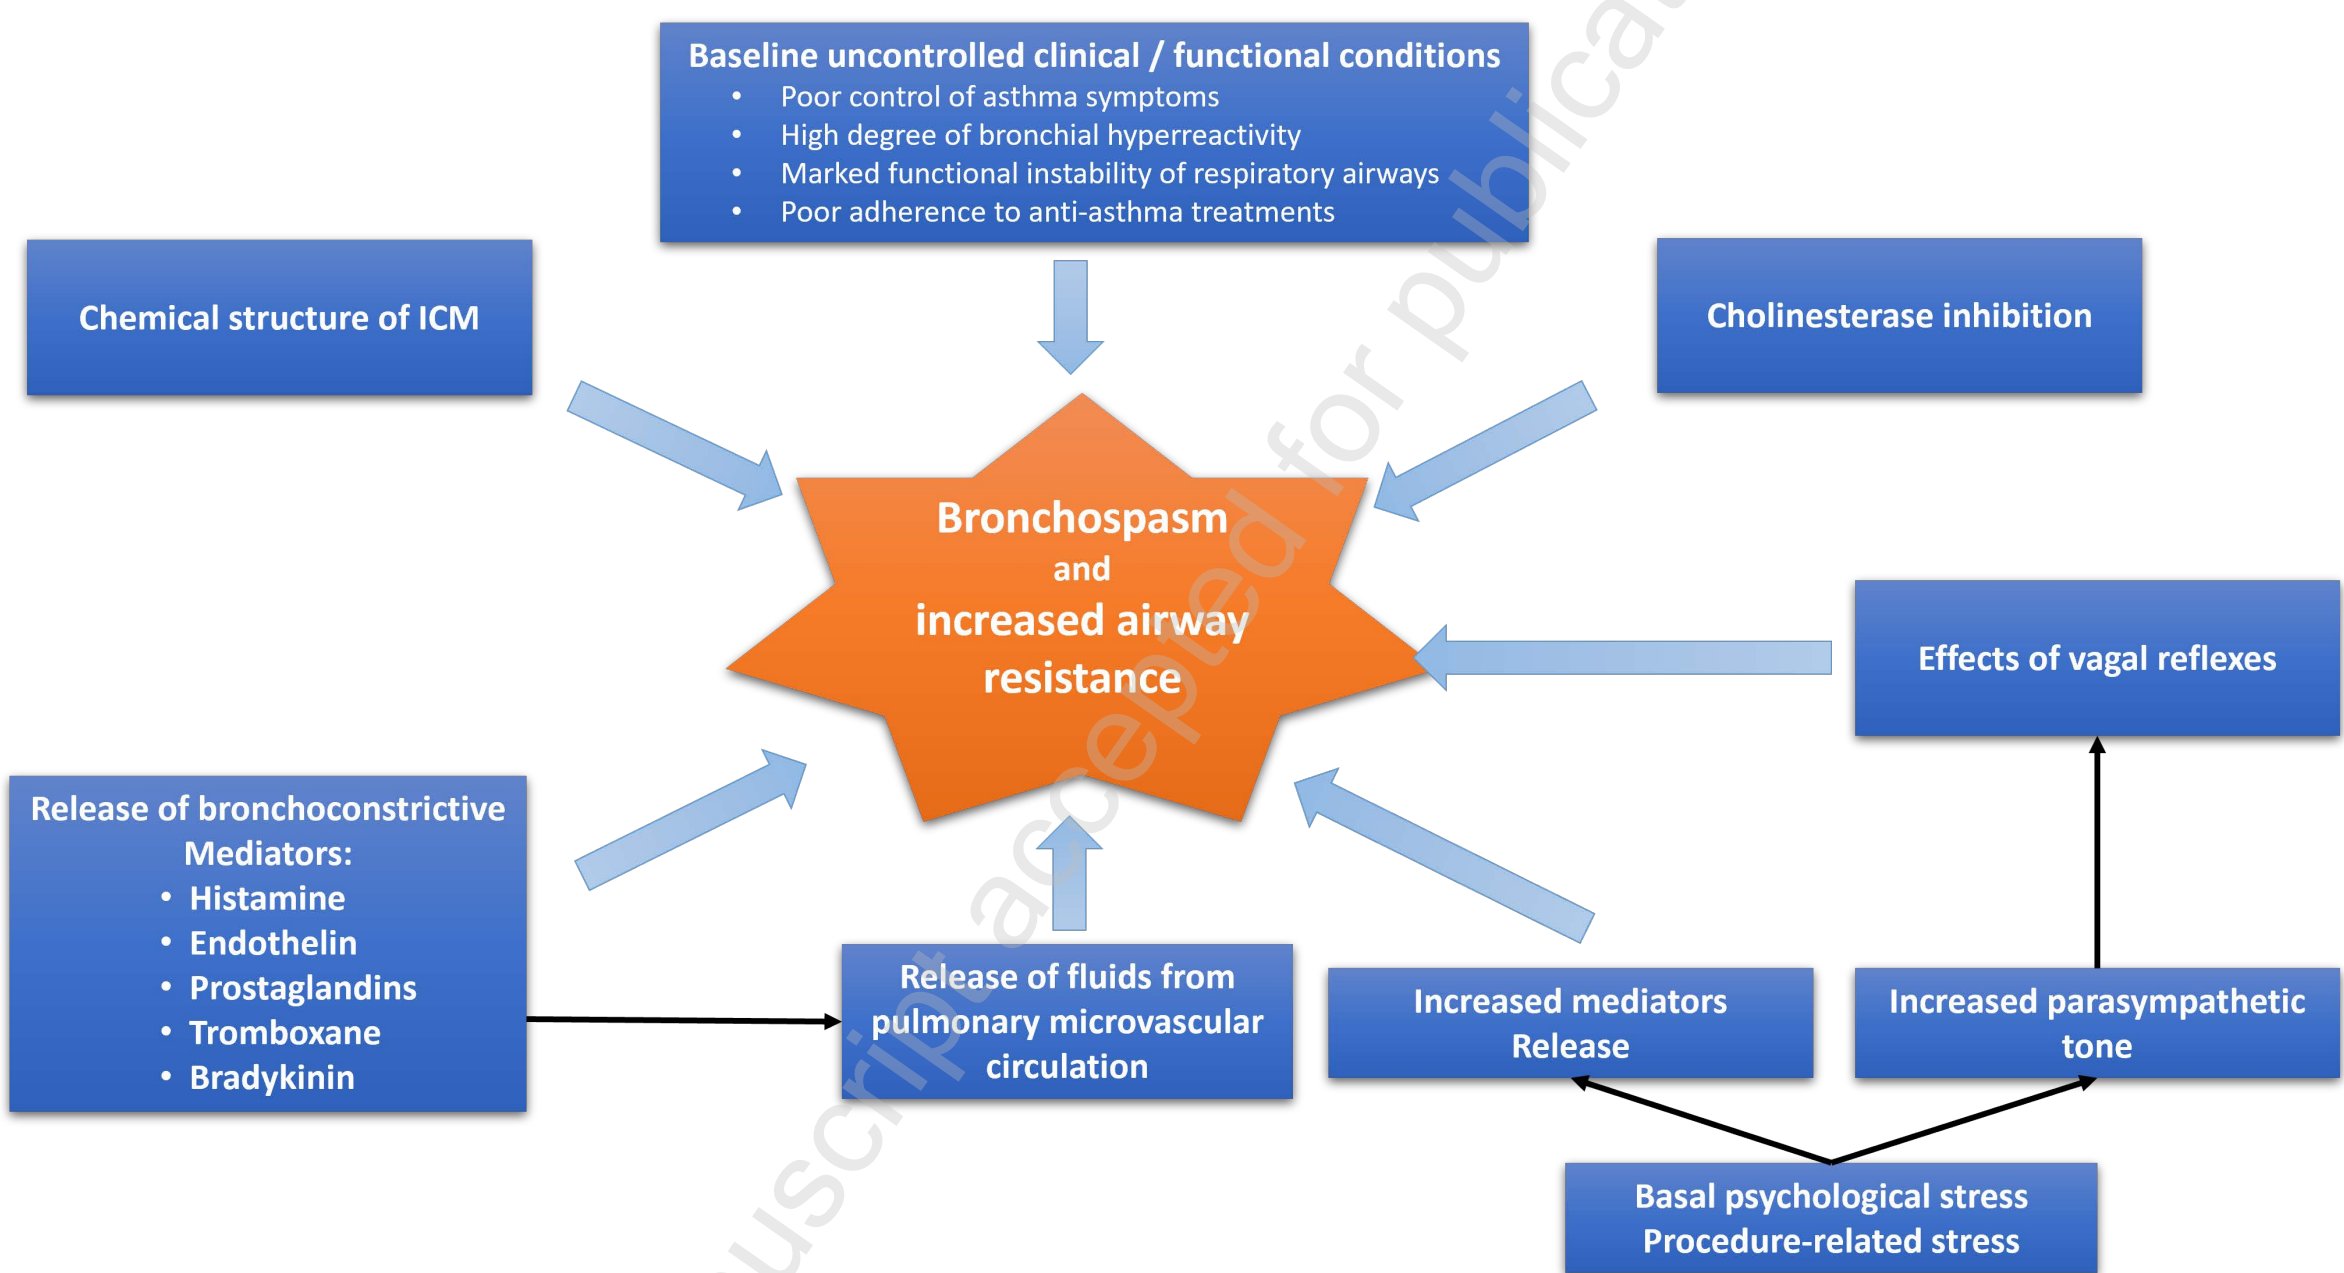 Baseline uncontrolled clinical / functional conditions
• Poor control of asthma symptoms
• High degree of bronchial hyperreactivity
• Marked functional instability of respiratory airways
• Poor adherence to anti-asthma treatments
Chemical structure of ICM
Cholinesterase inhibition
Bronchospasm
and
increased airway
resistance
Effects of vagal reflexes
Release of bronchoconstrictive
Mediators:
• Histamine
• Endothelin
• Prostaglandins
• Tromboxane
• Bradykinin
Release of fluids from
pulmonary microvascular
circulation
Increased mediators
Release
Increased parasympathetic
tone
Basal psychological stress
Procedure-related stress
accepted for